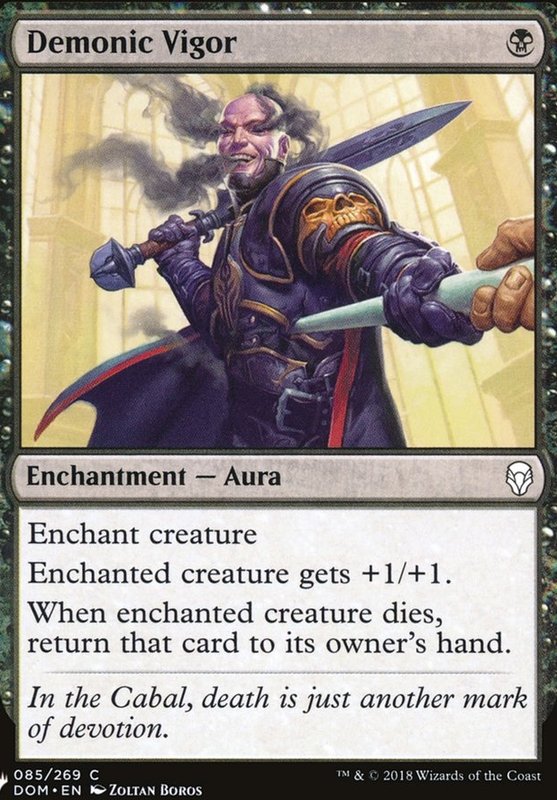 Demonic Vigor
Enchantment — Aura
Enchant creature
Enchanted creature gets +1/+1.
When enchanted creature dies,
return that card to its owner's hand.
In the Cabal, death is just another mark
of devotion.
085/269 C
DOM • EN Zoltan Boros
™ & © 2018 Wizards of the Coast